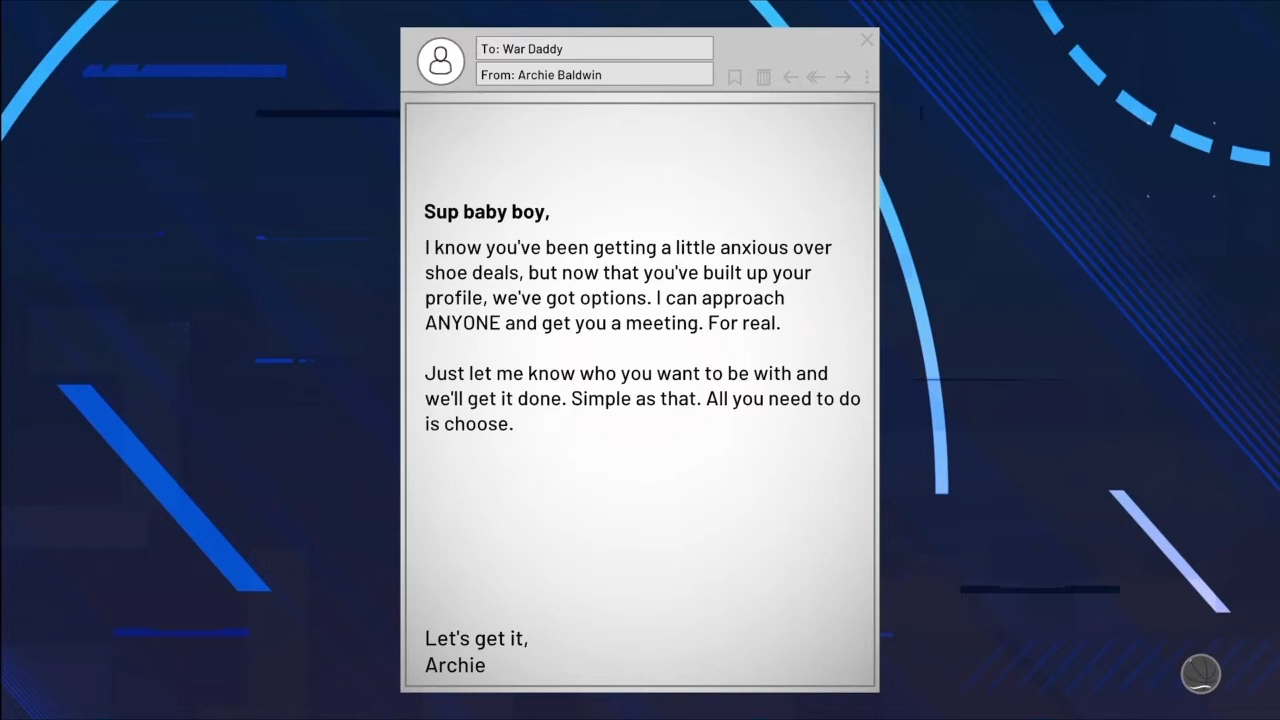 To: War Daddy
From: Archie Baldwin
Sup baby boy,
I know you've been getting a little anxious over
shoe deals, but now that you've built up your
profile, we've got options. I can approach
ANYONE and get you a meeting. For real.
Just let me know who you want to be with and
we'll get it done. Simple as that. All you need to do
is choose.
Let's get it,
Archie